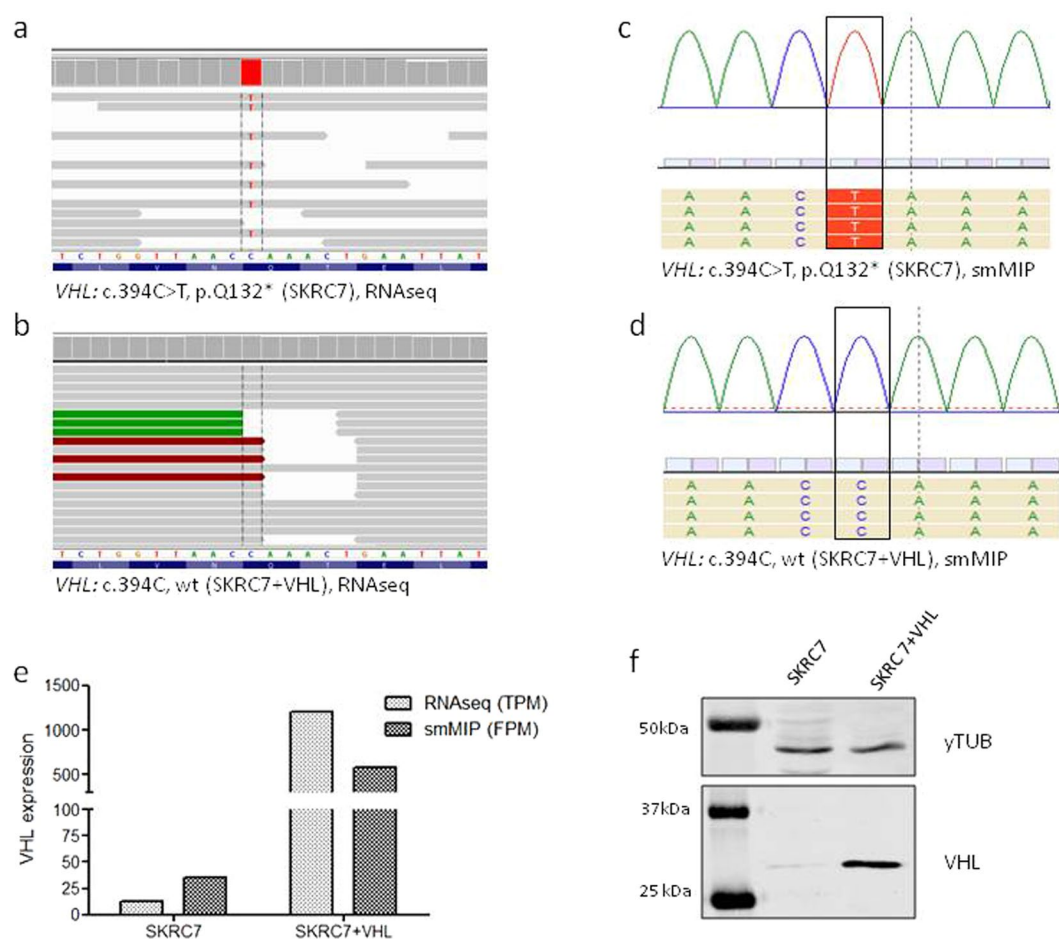 a
T
T
T
T
T
T
T
T C T G G T T A A C C A A A C T G A A T T A T
L V N Q T E L
VHL: c.394C>T, p.Q132* (SKRC7), RNAseq
b
T C T G G T T A A C C A A A C T G A A T T A T
L V N Q T E L
VHL: c.394C, wt (SKRC7+VHL), RNAseq
c
A A C T A A A
A A C T A A A
A A C T A A A
A A C T A A A
VHL: c.394C>T, p.Q132* (SKRC7), smMIP
d
A A C C A A A
A A C C A A A
A A C C A A A
A A C C A A A
VHL: c.394C, wt (SKRC7+VHL), smMIP
e
VHL expression
1500
1000
500
100
75
50
25
0
RNAseq (TPM)
smMIP (FPM)
SKRC7 SKRC7+VHL
f
SKRC7 SKRC7+VHL
50kDa
yTUB
37kDa
VHL
25kDa